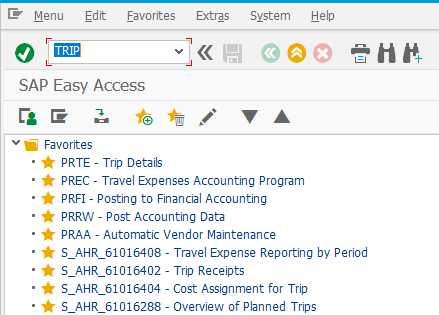 Menu Edit Favorites Extras System Help
TRIP
SAP Easy Access
Favorites
PRTE - Trip Details
PREC - Travel Expenses Accounting Program
PRFI - Posting to Financial Accounting
PRRW - Post Accounting Data
PRAA - Automatic Vendor Maintenance
S_AHR_61016408 - Travel Expense Reporting by Period
S_AHR_61016402 - Trip Receipts
S_AHR_61016404 - Cost Assignment for Trip
S_AHR_61016288 - Overview of Planned Trips